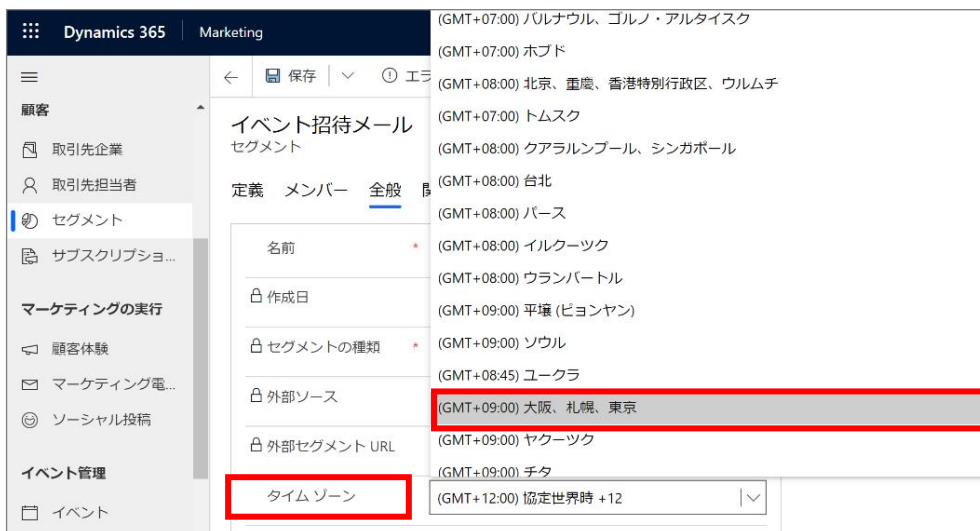 Dynamics 365
Marketing
顧客
取引先企業
取引先担当者
セグメント
サブスクリプショ...
マーケティングの実行
顧客体験
マーケティング電...
ソーシャル投稿
イベント管理
イベント
保存
エラ
イベント招待メール
セグメント
定義 メンバー 全般
名前 *
作成日
セグメントの種類 *
外部ソース
外部セグメント URL
タイム ゾーン
(GMT+07:00) バルナウル、ゴルノ・アルタイスク
(GMT+07:00) ホブド
(GMT+08:00) 北京、重慶、香港特別行政区、ウルムチ
(GMT+07:00) トムスク
(GMT+08:00) クアラルンプール、シンガポール
(GMT+08:00) 台北
(GMT+08:00) パース
(GMT+08:00) イルクーツク
(GMT+08:00) ウランバートル
(GMT+09:00) 平壌 (ピョンヤン)
(GMT+09:00) ソウル
(GMT+08:45) ユークラ
(GMT+09:00) 大阪、札幌、東京
(GMT+09:00) ヤクーツク
(GMT+09:00) チタ
(GMT+12:00) 協定世界時 +12